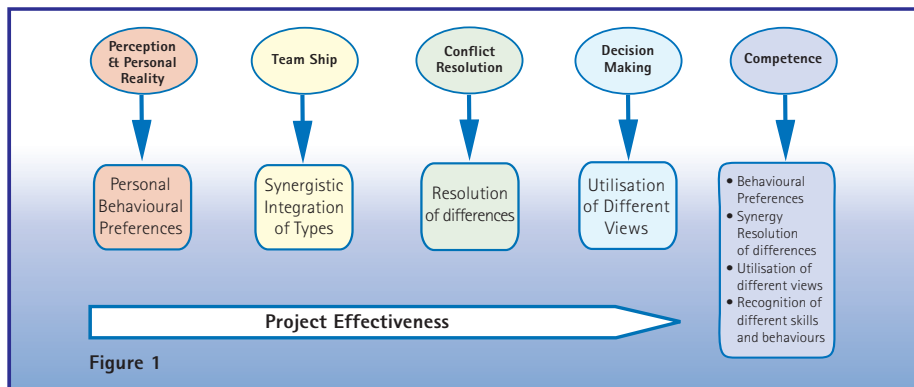 Perception
& Personal
Reality
Team Ship
Conflict
Resolution
Decision
Making
Competence
Personal
Behavioural
Preferences
Synergistic
Integration
of Types
Resolution
of differences
Utilisation
of Different
Views
• Behavioural
Preferences
• Synergy
Resolution
of differences
• Utilisation of
different views
• Recognition of
different skills
and behaviours
Project Effectiveness
Figure 1